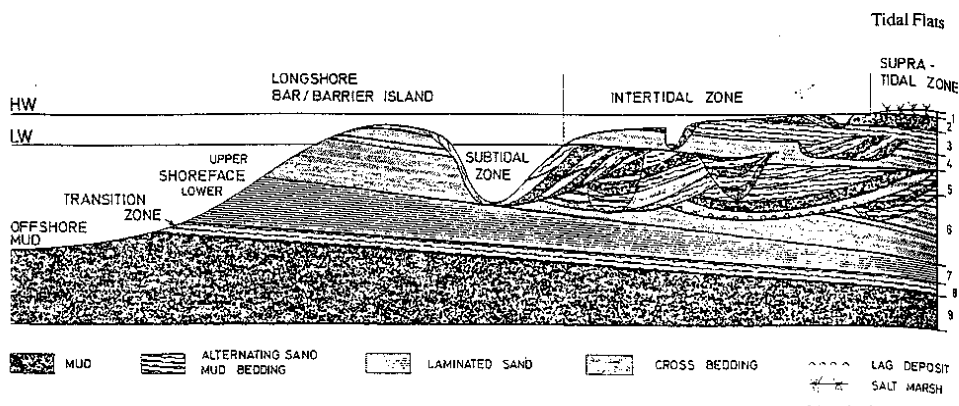 Tidal Flats
SUPRA -
TIDAL ZONE
LONGSHORE
BAR/BARRIER ISLAND
INTERTIDAL ZONE
HW
LW
UPPER
SHOREFACE
LOWER
SUBTIDAL
ZONE
TRANSITION
ZONE
OFFSHORE
MUD
1
2
3
4
5
6
7
8
9
MUD
ALTERNATING SAND
MUD BEDDING
LAMINATED SAND
CROSS BEDDING
LAG DEPOSIT
SALT MARSH